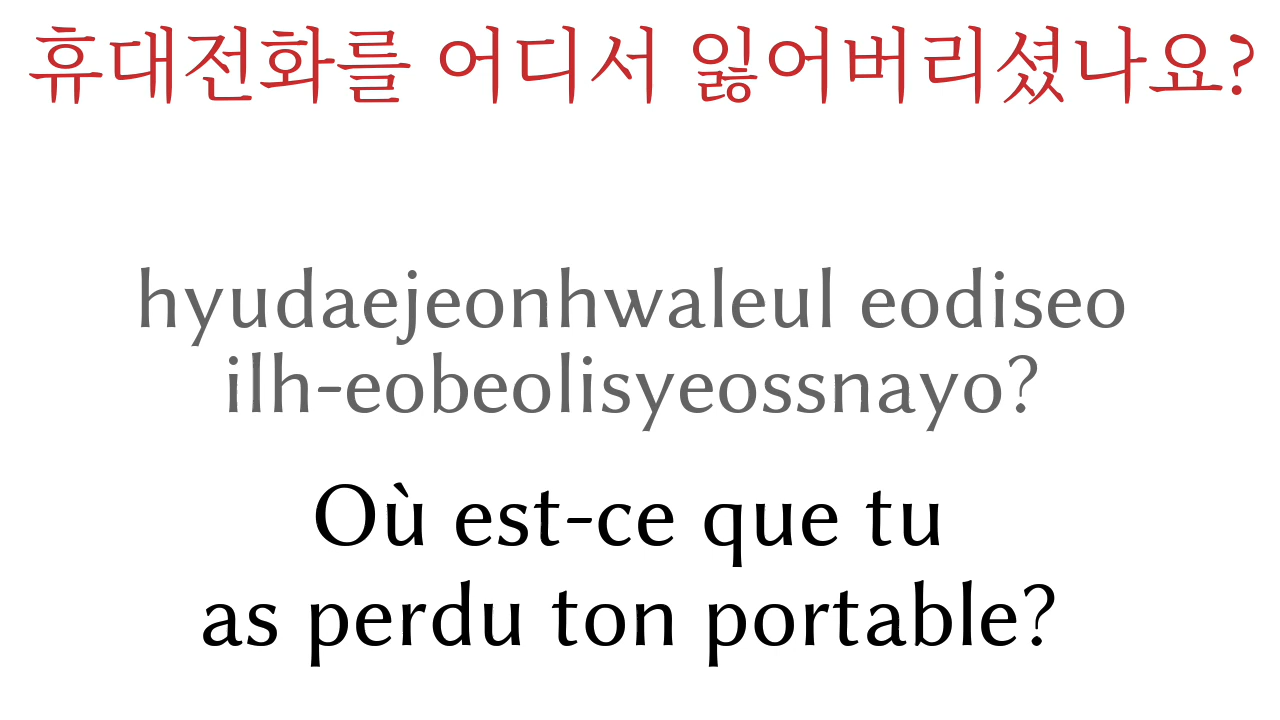 휴대전화를 어디서 잃어버리셨나요?
hyudaejeonhwaleul eodiseo
ilh-eobeolisyeossnayo?
Où est-ce que tu
as perdu ton portable?